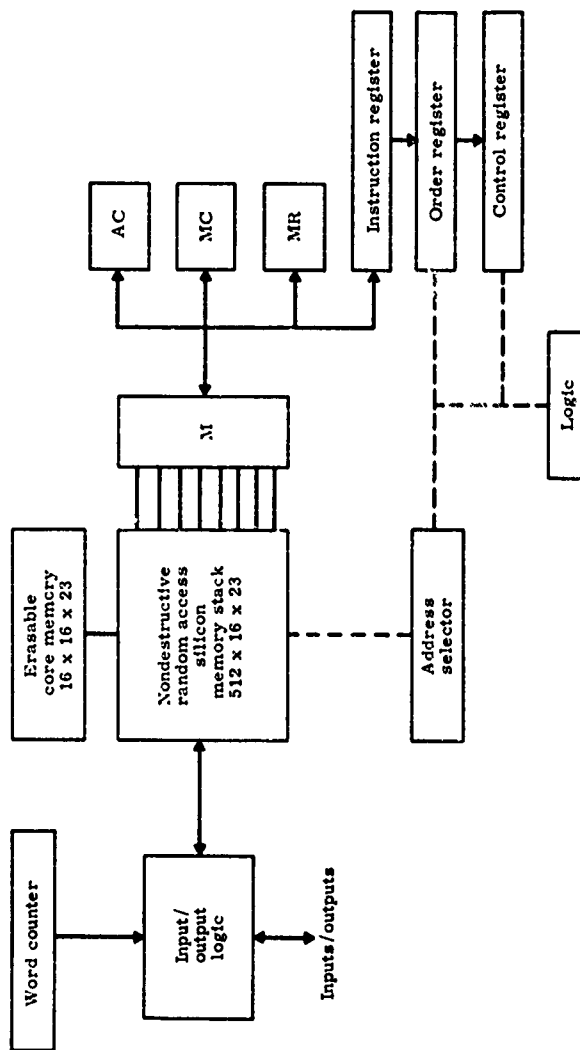 Word counter
Input/
output
logic
Inputs/outputs
Erasable
core memory
16 x 16 x 23
Nondestructive
random access
silicon
memory stack
512 x 16 x 23
Address
selector
M
AC
MC
MR
Instruction register
Order register
Control register
Logic